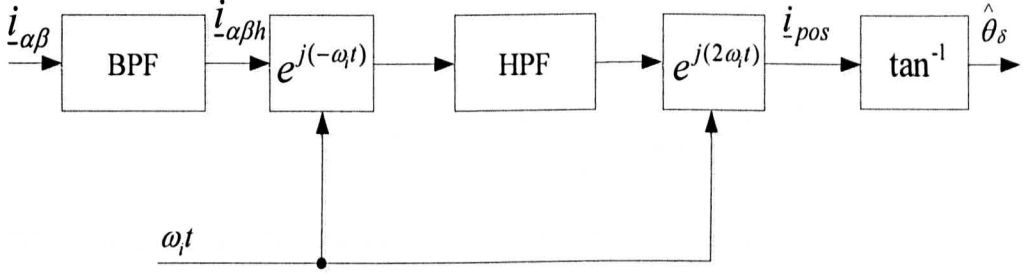 i_αβ
BPF
i_αβh
e^{j(-ω_i t)}
HPF
e^{j(2ω_i t)}
i_pos
tan^{-1}
θ̂_δ
ω_i t